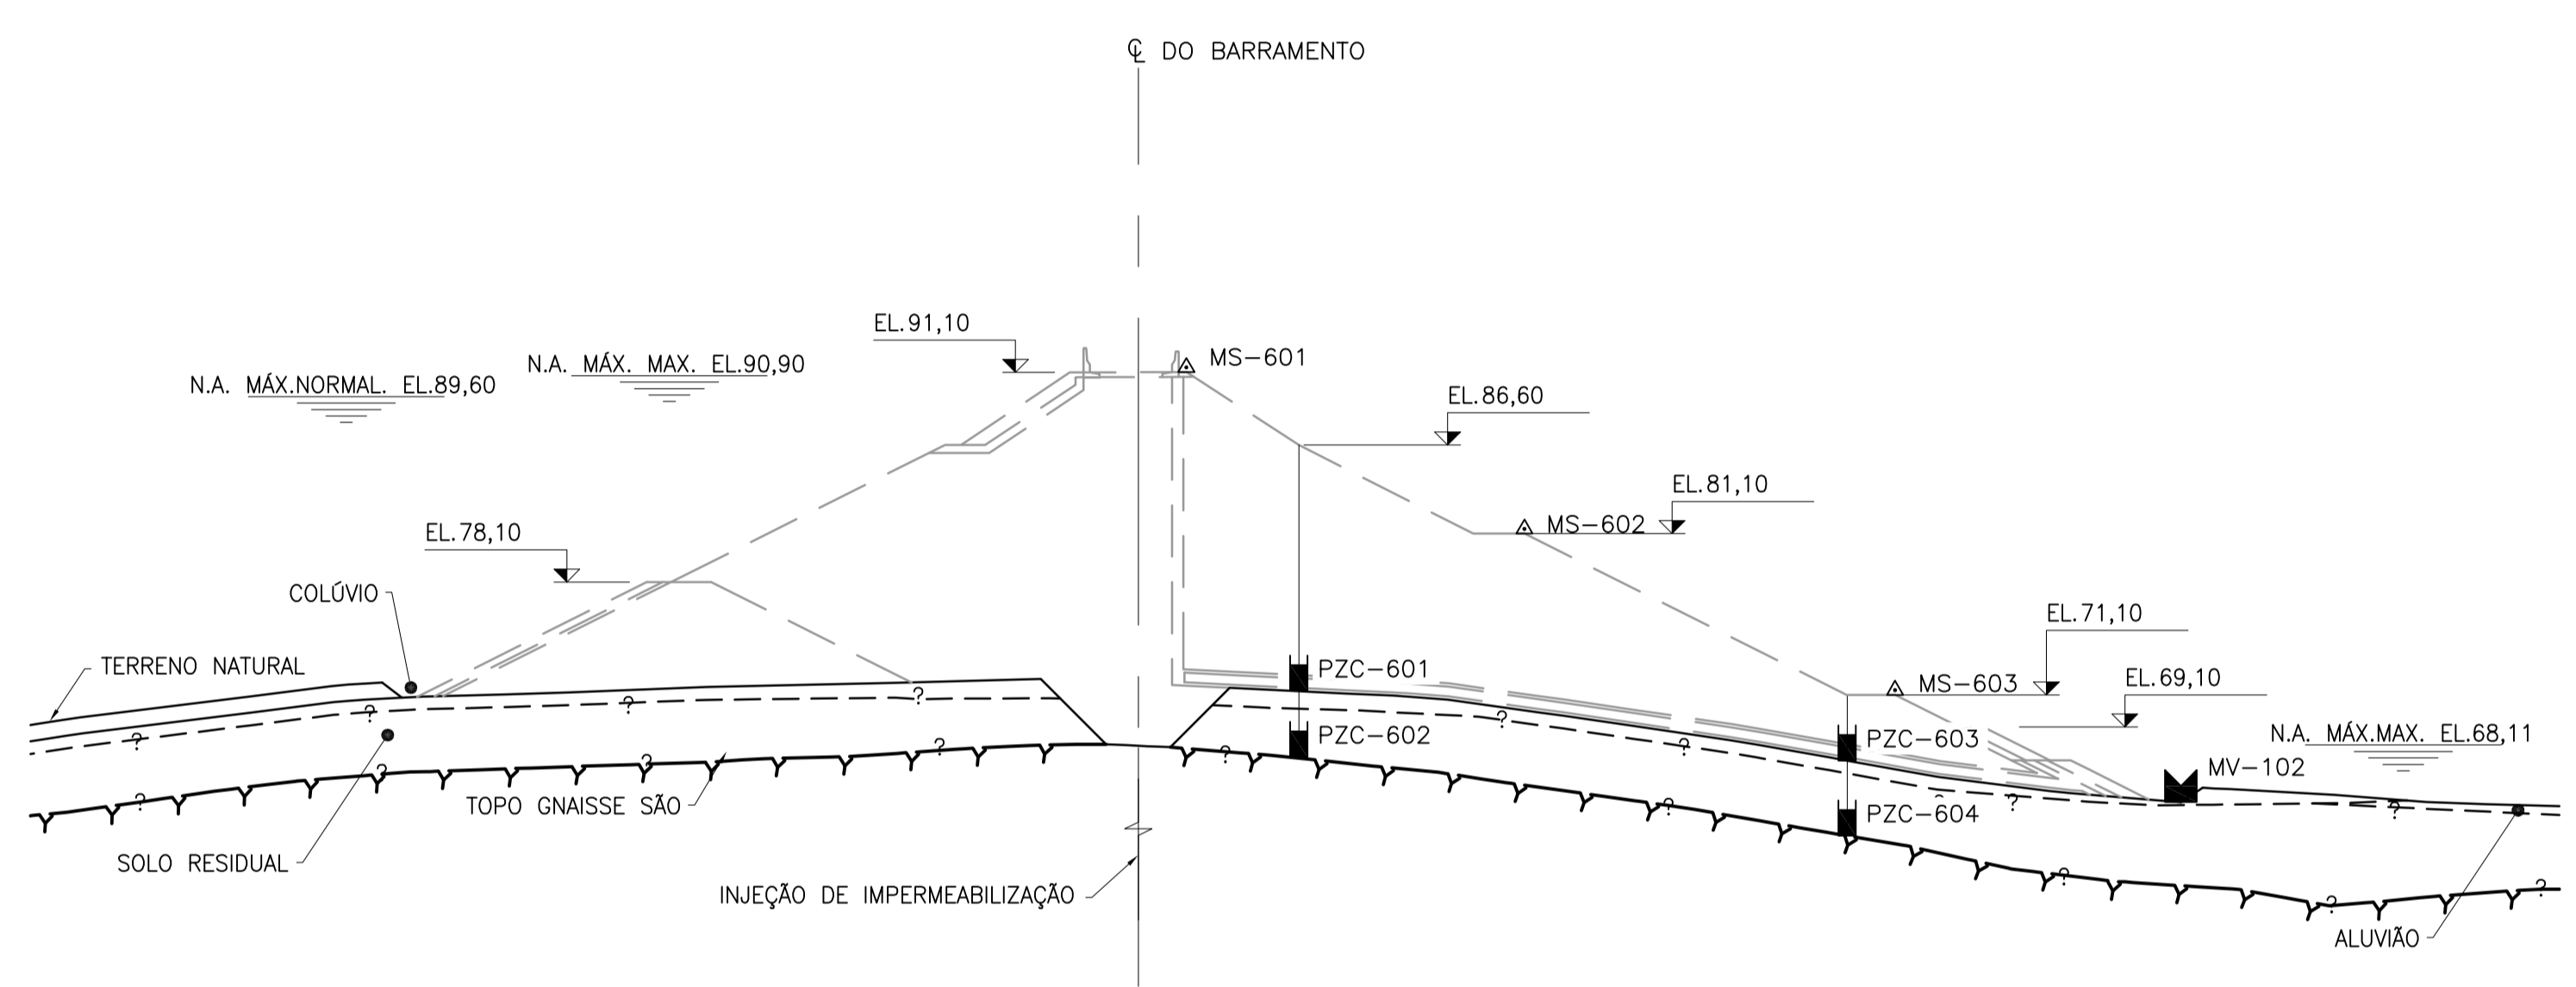 ℄ DO BARRAMENTO
EL.91,10
N.A. MÁX. MAX. EL.90,90
MS-601
N.A. MÁX.NORMAL. EL.89,60
EL.86,60
EL.81,10
MS-602
EL.78,10
COLÚVIO
EL.71,10
TERRENO NATURAL
PZC-601
EL.69,10
MS-603
?
?
?
?
?
N.A. MÁX.MAX. EL.68,11
PZC-602
PZC-603
?
?
?
?
?
MV-102
?
?
?
?
?
TOPO GNAISSE SÃO
PZC-604
SOLO RESIDUAL
?
?
?
INJEÇÃO DE IMPERMEABILIZAÇÃO
ALUVIÃO